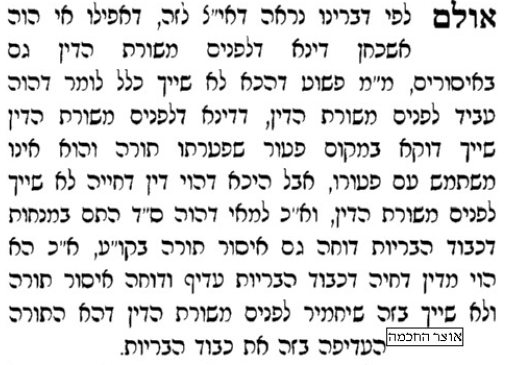 אולם לפי דברינו נראה דאי״ל לזה, דאפילו אי הוה
אשכחן דינא דלפנים משורת הדין גס
באיסורים, מ״מ פשוט דהכא לא שייך כלל לומר דהוה
עביד לפנים משורת הדין, דדינא דלפנים משורת הדין
שייך דוקא במקום פטור שפטרתו תורה והוא אינו
משתמש עם פטורו, אבל היכא דהוי דין דחייה לא שייך
לפנים משורת הדין, וא״כ למאי דהוה ס״ד התם במנחות
דכבוד הבריות דוחה גם איסור תורה בקו״ע, א״כ הא
הוי מדין דחיה דכבוד הבריות עדיף ודוחה איסור תורה
ולא שייך בזה שיחמיר לפנים משורת הדין דהא התורה
העדיפה בזה את כבוד הבריות.
אוצר החכמה